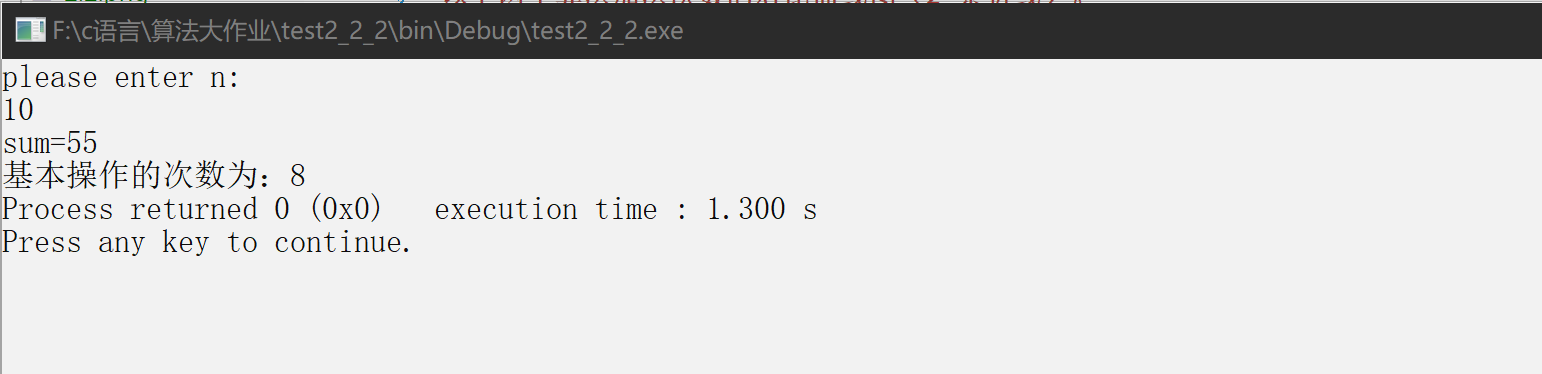 F:\c语言\算法大作业\test2_2_2\bin\Debug\test2_2_2.exe
please enter n:
10
sum=55
基本操作的次数为：8
Process returned 0 (0x0)   execution time : 1.300 s
Press any key to continue.